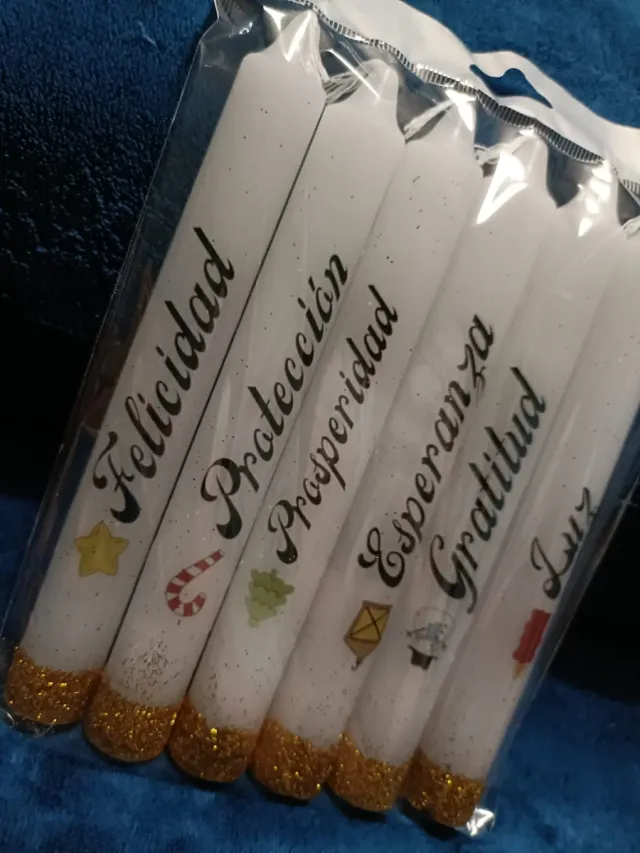 Felicidad
Protección
Prosperidad
Esperanza
Gratitud
Luz